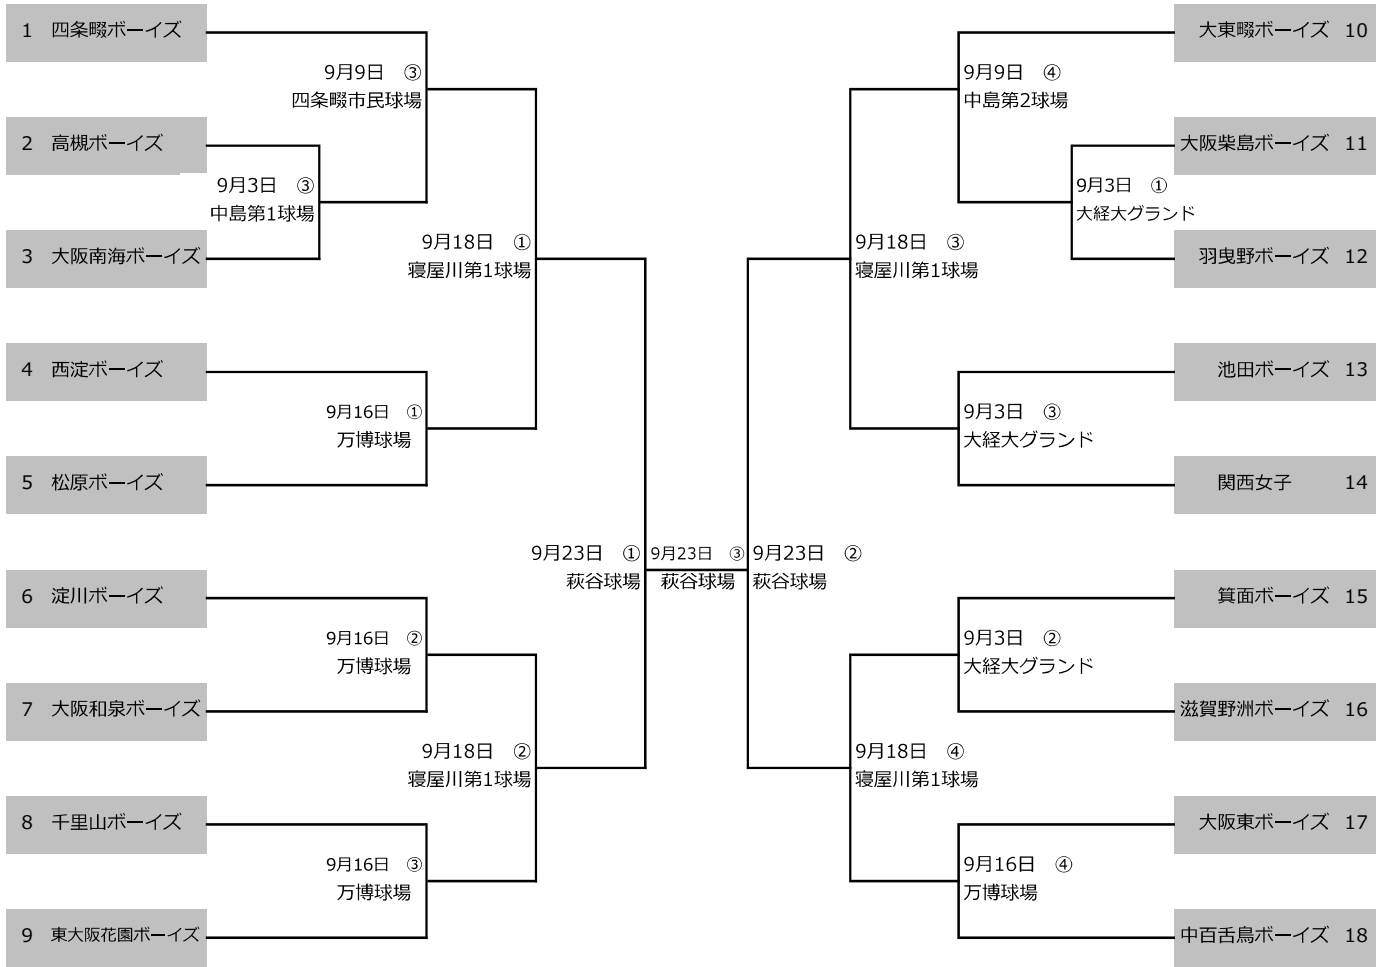 1 四条畷ボーイズ
大東畷ボーイズ 10
9月9日 ③
四条畷市民球場
9月9日 ④
中島第2球場
2 高槻ボーイズ
大阪柴島ボーイズ 11
9月3日 ③
中島第1球場
9月3日 ①
大経大グランド
3 大阪南海ボーイズ
羽曳野ボーイズ 12
9月18日 ①
寝屋川第1球場
9月18日 ③
寝屋川第1球場
4 西淀ボーイズ
池田ボーイズ 13
9月16日 ①
万博球場
9月3日 ③
大経大グランド
5 松原ボーイズ
関西女子 14
9月23日 ①
萩谷球場
9月23日 ③
萩谷球場
9月23日 ②
萩谷球場
6 淀川ボーイズ
箕面ボーイズ 15
9月16日 ②
万博球場
9月3日 ②
大経大グランド
7 大阪和泉ボーイズ
滋賀野洲ボーイズ 16
9月18日 ②
寝屋川第1球場
9月18日 ④
寝屋川第1球場
8 千里山ボーイズ
大阪東ボーイズ 17
9月16日 ③
万博球場
9月16日 ④
万博球場
9 東大阪花園ボーイズ
中百舌鳥ボーイズ 18